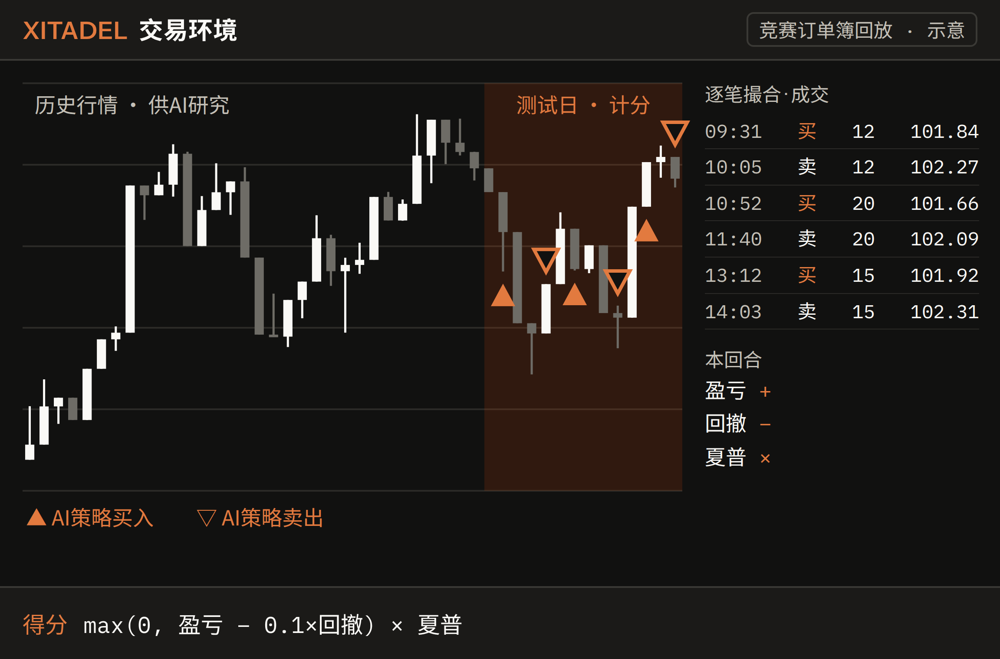 XITADEL 交易环境
竞赛订单簿回放 · 示意
历史行情 · 供AI研究
测试日 · 计分
逐笔撮合·成交
09:31 买 12 101.84
10:05 卖 12 102.27
10:52 买 20 101.66
11:40 卖 20 102.09
13:12 买 15 101.92
14:03 卖 15 102.31
本回合
盈亏 +
回撤 −
夏普 ×
▲ AI策略买入 ▽ AI策略卖出
得分 max(0, 盈亏 − 0.1×回撤) × 夏普